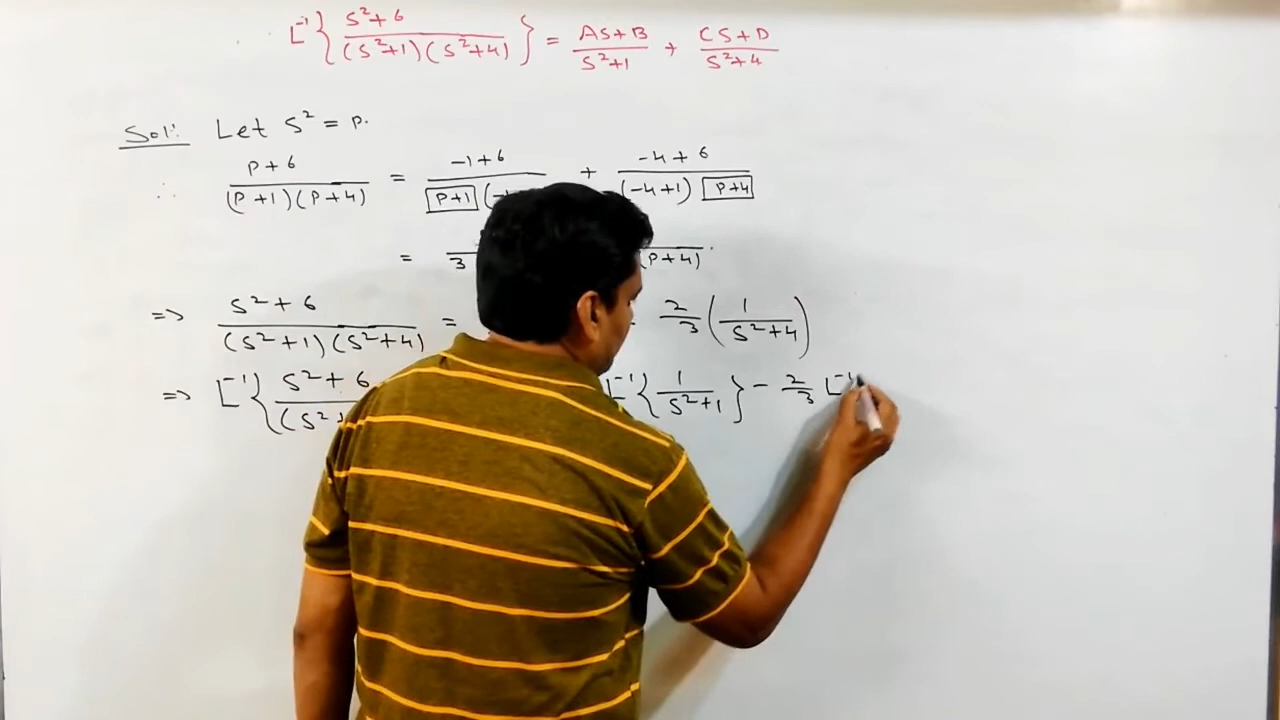 L⁻¹{ (s²+6)/((s²+1)(s²+4)) } = (As+B)/(s²+1) + (Cs+D)/(s²+4)
Sol:  Let s² = p.
∴ (p+6)/((p+1)(p+4)) = (-1+6)/(p+1)( + (-4+6)/((-4+1) (p+4))
= 3 (p+4).
=> (s²+6)/((s²+1)(s²+4)) = - 2/3 (1/(s²+4))
=> L⁻¹{ s²+6 (s² L⁻¹{ 1/(s²+1) } - 2/3 L⁻¹